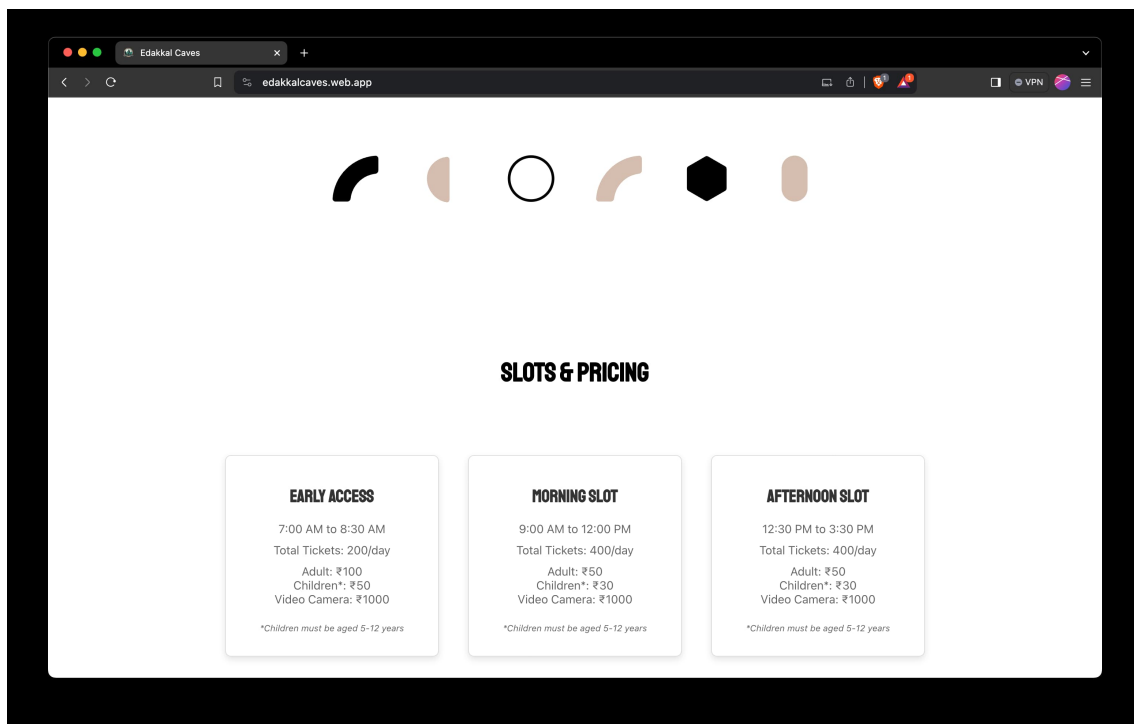 Edakkal Caves
edakkalcaves.web.app
1
1
VPN
SLOTS & PRICING
EARLY ACCESS
7:00 AM to 8:30 AM
Total Tickets: 200/day
Adult: ₹100
Children*: ₹50
Video Camera: ₹1000
*Children must be aged 5-12 years
MORNING SLOT
9:00 AM to 12:00 PM
Total Tickets: 400/day
Adult: ₹50
Children*: ₹30
Video Camera: ₹1000
*Children must be aged 5-12 years
AFTERNOON SLOT
12:30 PM to 3:30 PM
Total Tickets: 400/day
Adult: ₹50
Children*: ₹30
Video Camera: ₹1000
*Children must be aged 5-12 years